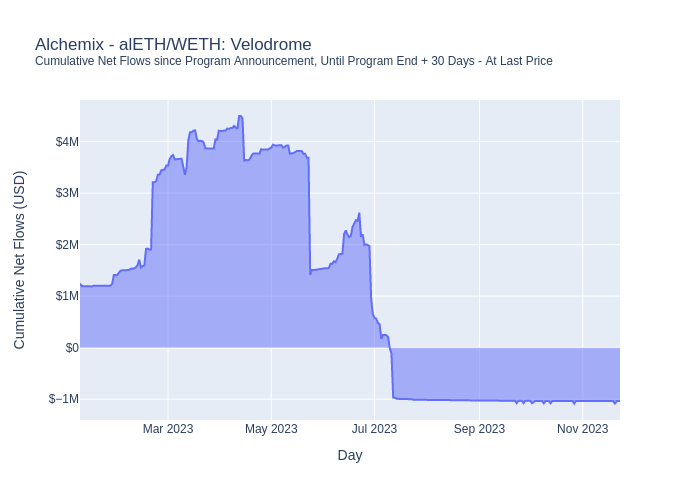 Alchemix - alETH/WETH: Velodrome
Cumulative Net Flows since Program Announcement, Until Program End + 30 Days - At Last Price
Cumulative Net Flows (USD)
$4M
$3M
$2M
$1M
$0
$−1M
Mar 2023
May 2023
Jul 2023
Sep 2023
Nov 2023
Day